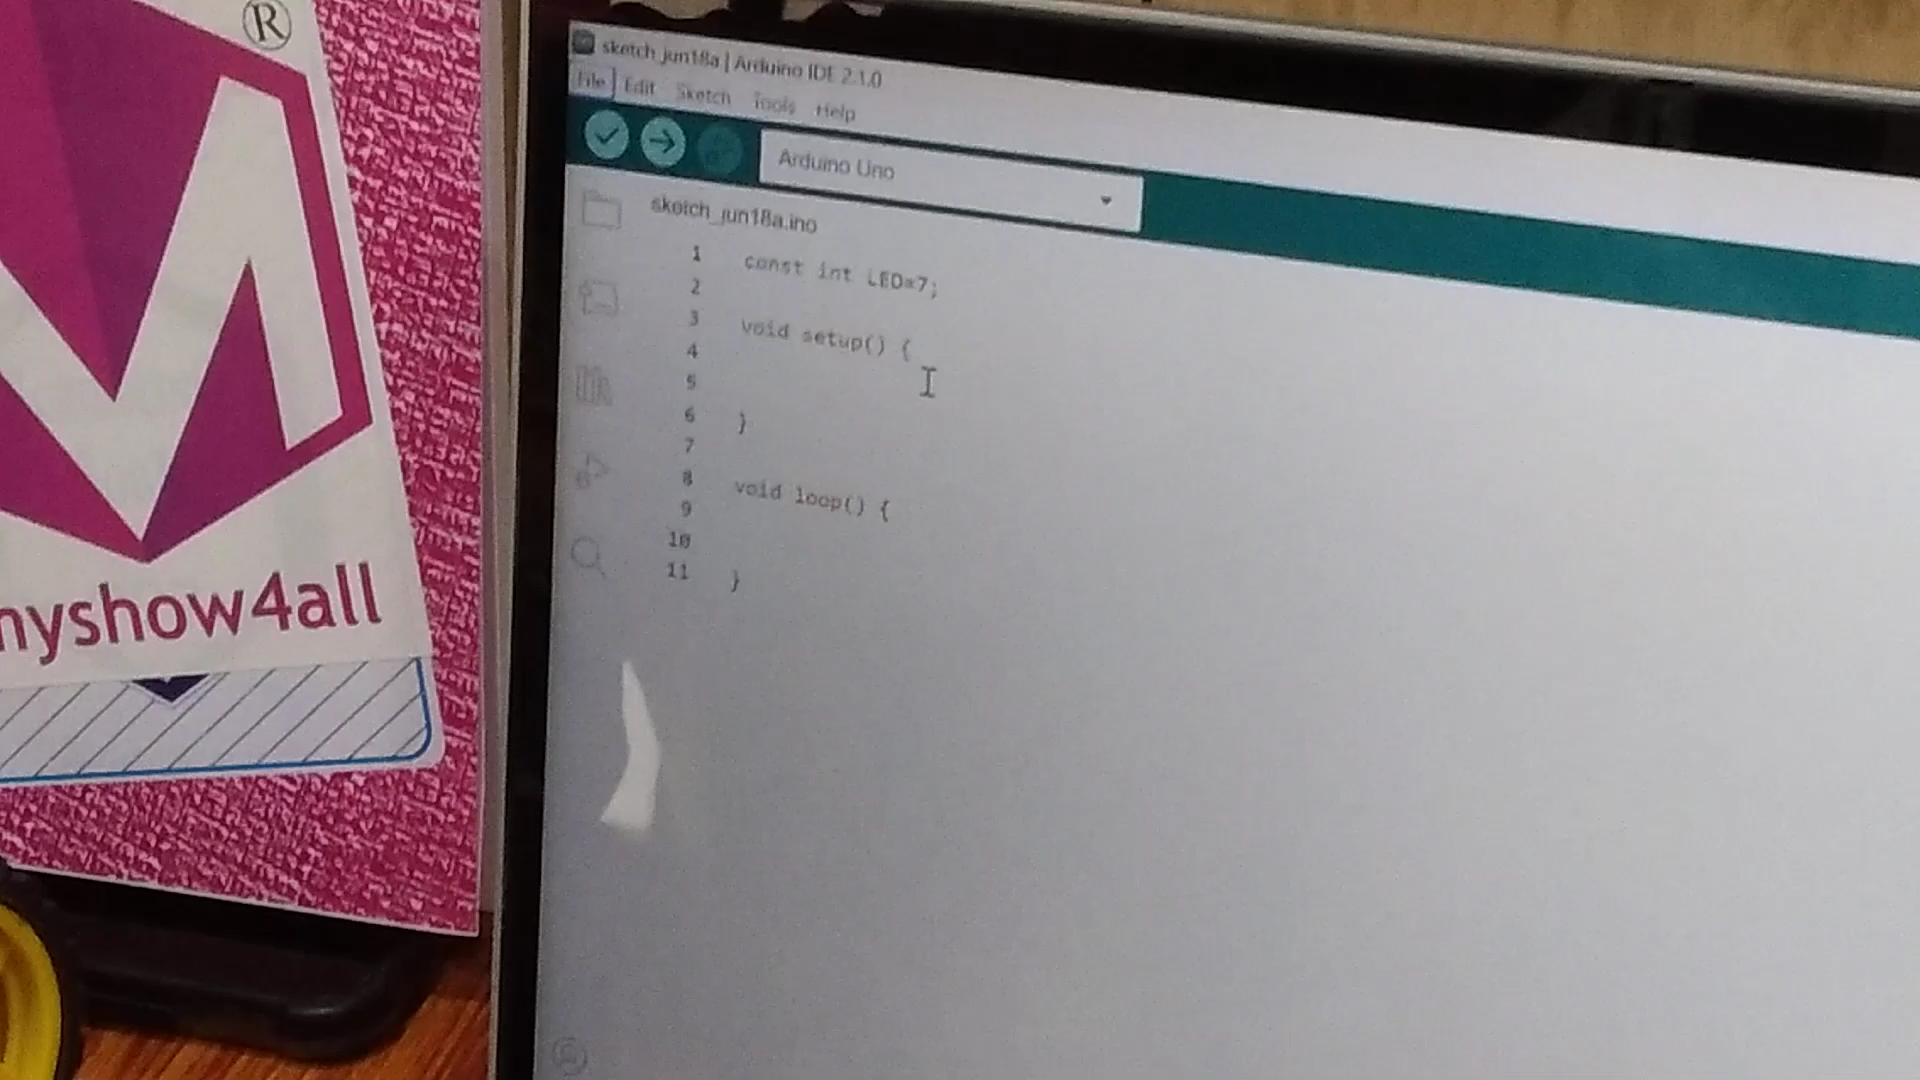 ®
nyshow4all
sketch_jun18a | Arduino IDE 2.1.0
File Edit Sketch Tools Help
Arduino Uno
sketch_jun18a.ino
1 const int LED=7;
2
3 void setup() {
4
5
6 }
7
8 void loop() {
9
10
11 }